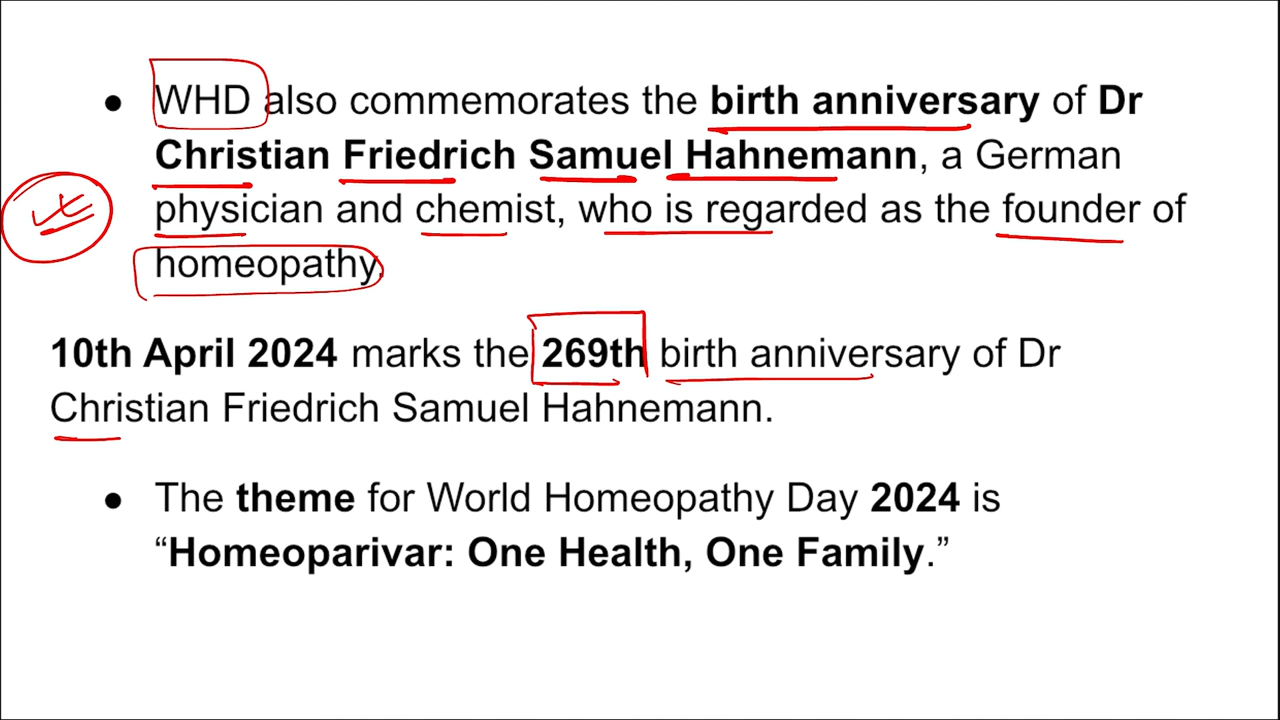 • WHD also commemorates the birth anniversary of Dr
Christian Friedrich Samuel Hahnemann, a German
physician and chemist, who is regarded as the founder of
homeopathy.
10th April 2024 marks the 269th birth anniversary of Dr
Christian Friedrich Samuel Hahnemann.
• The theme for World Homeopathy Day 2024 is
“Homeoparivar: One Health, One Family.”